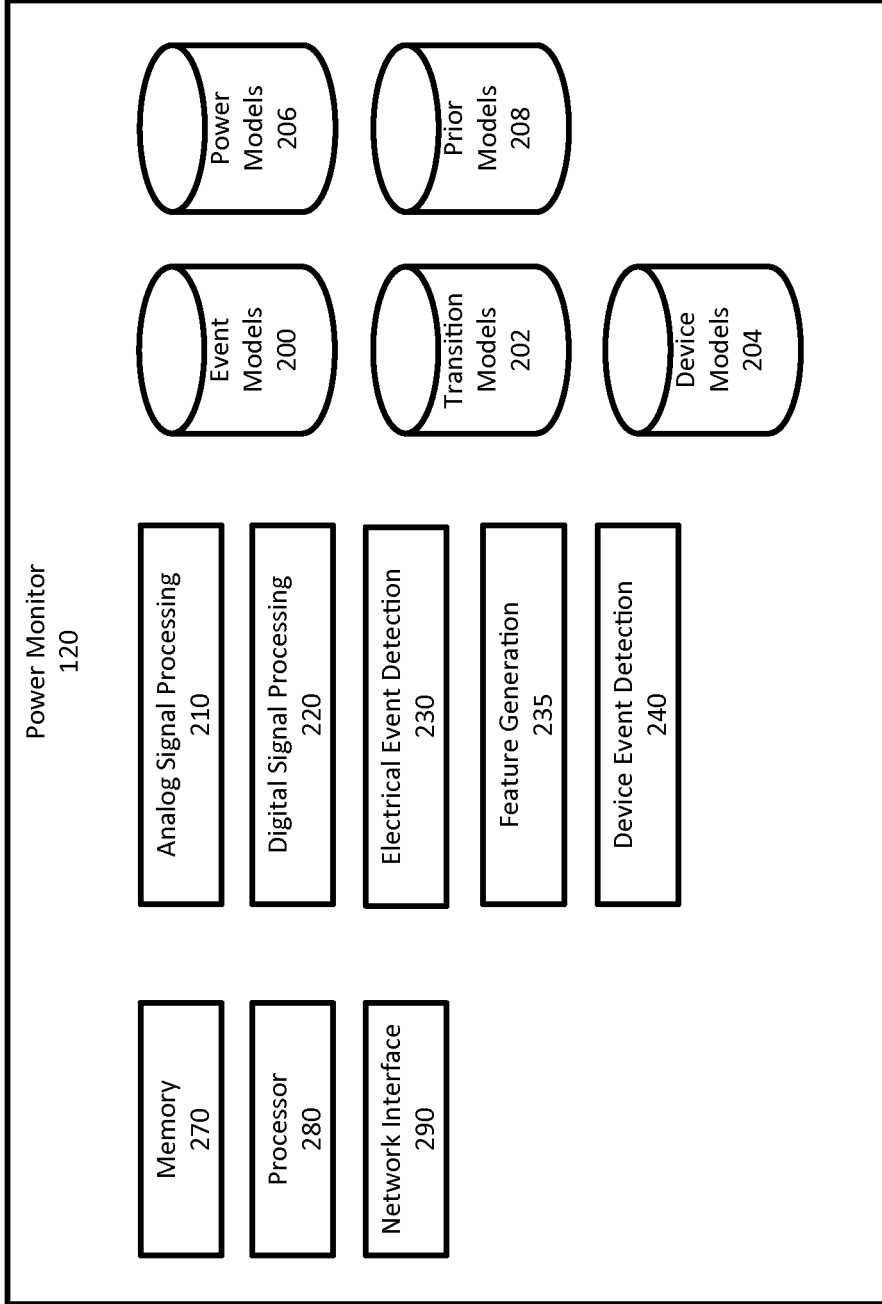 Power Monitor
120
Memory
270
Processor
280
Network Interface
290
Analog Signal Processing
210
Digital Signal Processing
220
Electrical Event Detection
230
Feature Generation
235
Device Event Detection
240
Event
Models
200
Transition
Models
202
Device
Models
204
Power
Models
206
Prior
Models
208